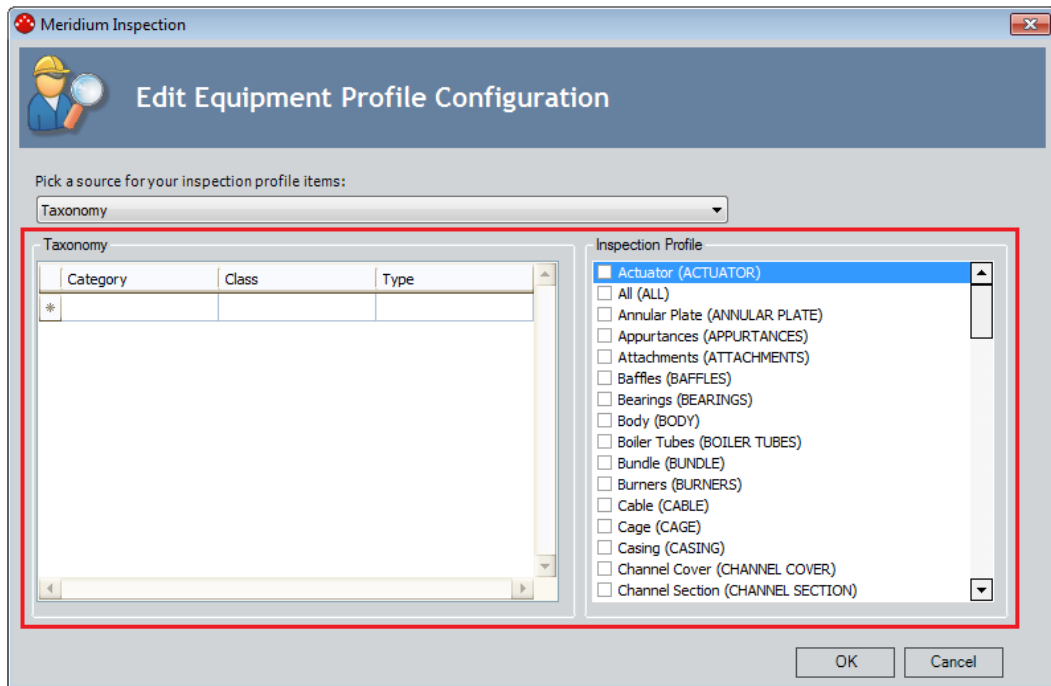 Meridium Inspection
Edit Equipment Profile Configuration
Pick a source for your inspection profile items:
Taxonomy
Taxonomy
Category Class Type
*
Inspection Profile
Actuator (ACTUATOR)
All (ALL)
Annular Plate (ANNULAR PLATE)
Appurtances (APPURTANCES)
Attachments (ATTACHMENTS)
Baffles (BAFFLES)
Bearings (BEARINGS)
Body (BODY)
Boiler Tubes (BOILER TUBES)
Bundle (BUNDLE)
Burners (BURNERS)
Cable (CABLE)
Cage (CAGE)
Casing (CASING)
Channel Cover (CHANNEL COVER)
Channel Section (CHANNEL SECTION)
OK Cancel